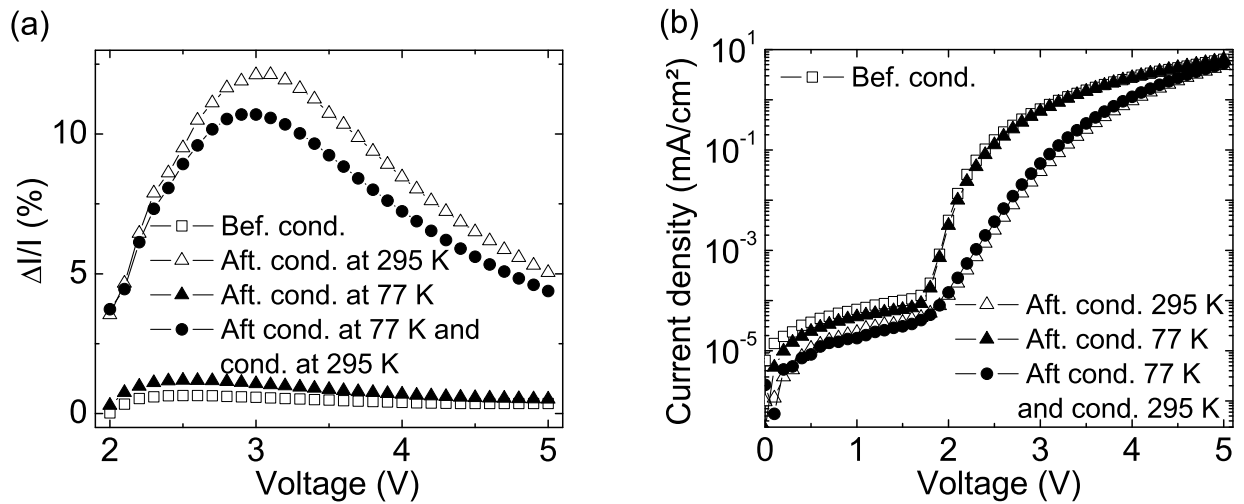 (a)
ΔI/I (%)
10
5
0
2
3
4
5
Voltage (V)
Bef. cond.
Aft. cond. at 295 K
Aft. cond. at 77 K
Aft cond. at 77 K and
cond. at 295 K
(b)
Current density (mA/cm²)
10¹
10⁻¹
10⁻³
10⁻⁵
0
1
2
3
4
5
Voltage (V)
Bef. cond.
Aft. cond. 295 K
Aft. cond. 77 K
Aft cond. 77 K
and cond. 295 K